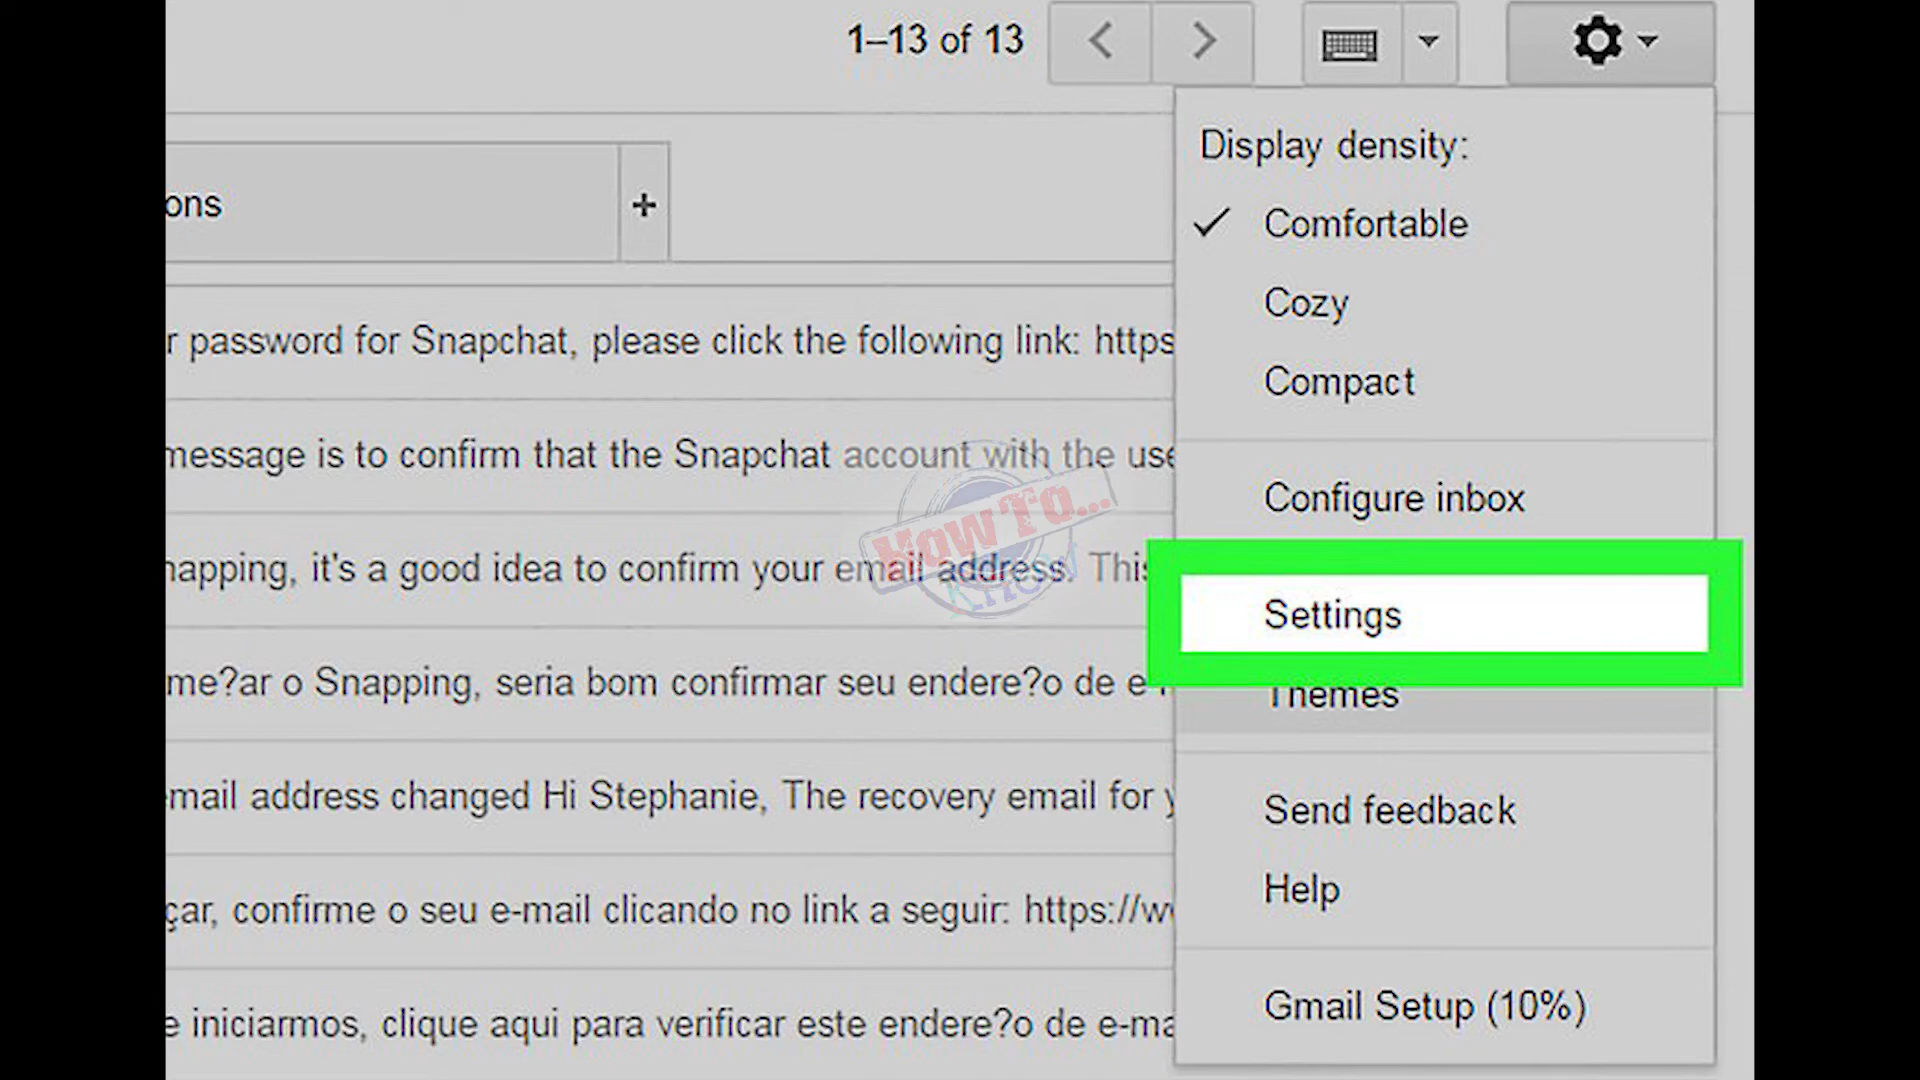 1–13 of 13
Display density:
ons
+
Comfortable
Cozy
r password for Snapchat, please click the following link: https
Compact
message is to confirm that the Snapchat account with the use
Configure inbox
How To...
Kitchen
napping, it's a good idea to confirm your email address. This
Settings
me?ar o Snapping, seria bom confirmar seu endere?o de e
Themes
email address changed Hi Stephanie, The recovery email for y
Send feedback
Help
çar, confirme o seu e-mail clicando no link a seguir: https://w
Gmail Setup (10%)
e iniciarmos, clique aqui para verificar este endere?o de e-ma